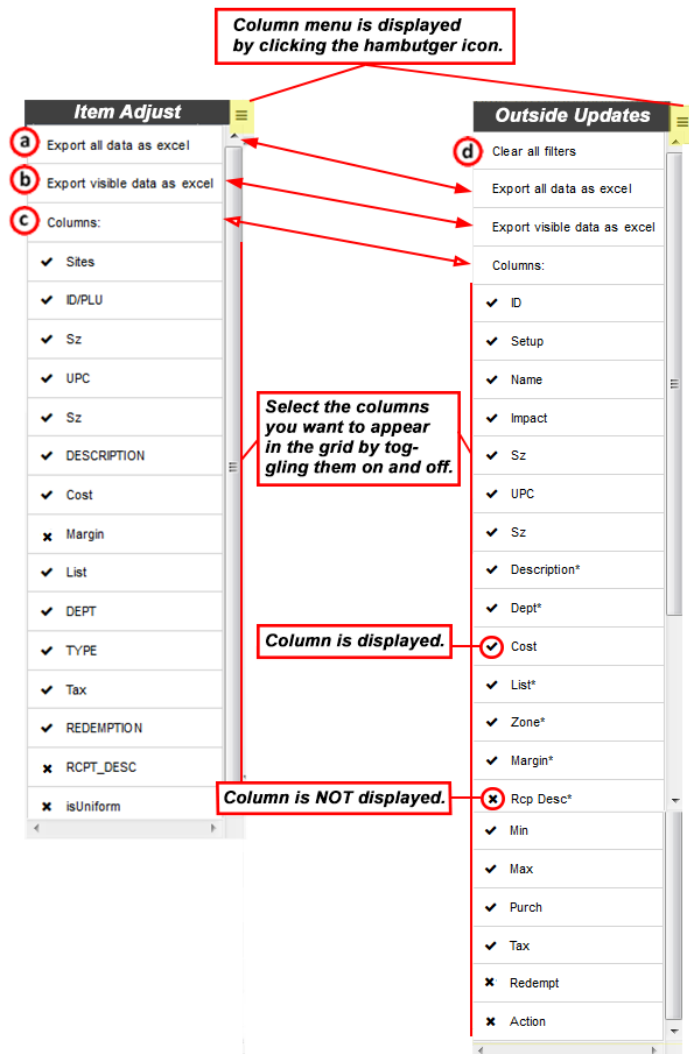 Column menu is displayed
by clicking the hambutger icon.
Item Adjust
a Export all data as excel
b Export visible data as excel
c Columns:
Sites
ID/PLU
Sz
UPC
Sz
DESCRIPTION
Cost
Margin
List
DEPT
TYPE
Tax
REDEMPTION
RCPT_DESC
isUniform
Select the columns
you want to appear
in the grid by tog-
gling them on and off.
Column is displayed.
Column is NOT displayed.
Outside Updates
d Clear all filters
Export all data as excel
Export visible data as excel
Columns:
ID
Setup
Name
Impact
Sz
UPC
Sz
Description*
Dept*
Cost
List*
Zone*
Margin*
Rcp Desc*
Min
Max
Purch
Tax
Redempt
Action